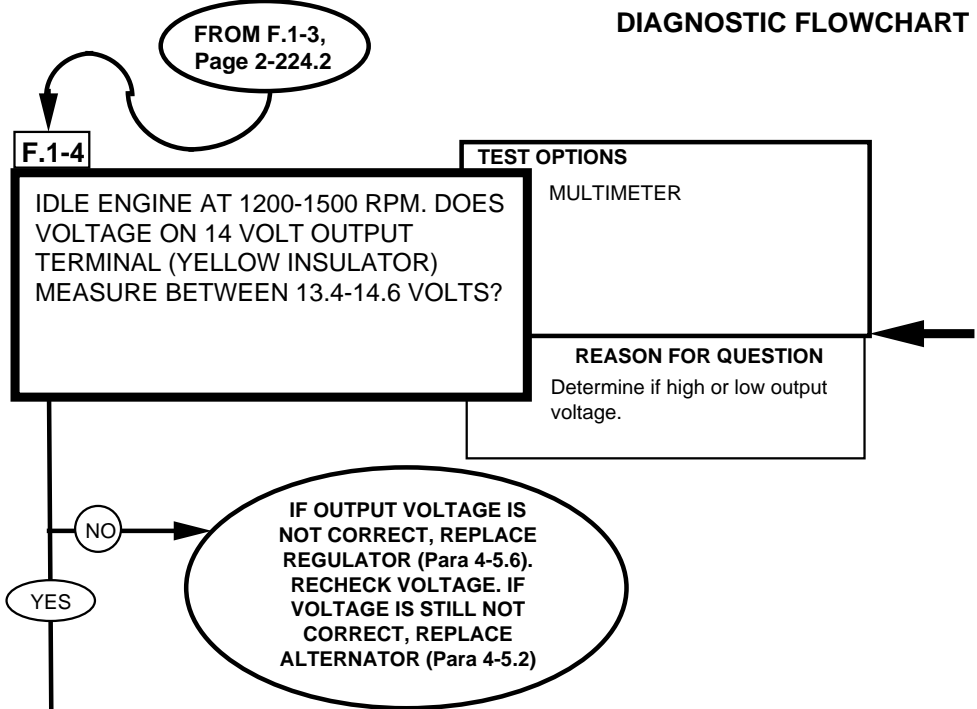 DIAGNOSTIC FLOWCHART
FROM F.1-3,
Page 2-224.2
F.1-4
IDLE ENGINE AT 1200-1500 RPM. DOES
VOLTAGE ON 14 VOLT OUTPUT
TERMINAL (YELLOW INSULATOR)
MEASURE BETWEEN 13.4-14.6 VOLTS?
TEST OPTIONS
MULTIMETER
REASON FOR QUESTION
Determine if high or low output
voltage.
NO
IF OUTPUT VOLTAGE IS
NOT CORRECT, REPLACE
REGULATOR (Para 4-5.6).
RECHECK VOLTAGE. IF
VOLTAGE IS STILL NOT
CORRECT, REPLACE
ALTERNATOR (Para 4-5.2)
YES